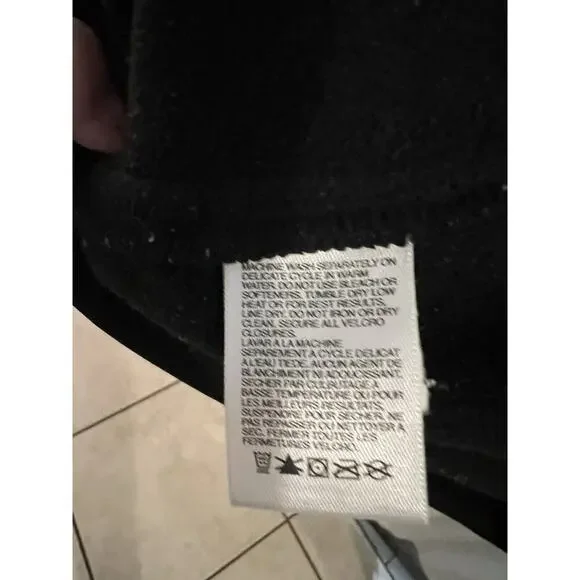 MACHINE WASH SEPARATELY ON
DELICATE CYCLE IN WARM
WATER. DO NOT USE BLEACH OR
SOFTENERS. TUMBLE DRY LOW
HEAT OR FOR BEST RESULTS,
LINE DRY. DO NOT IRON OR DRY
CLEAN. SECURE ALL VELCRO
CLOSURES.
LAVAR A LA MACHINE
SEPAREMENT A CYCLE DELICAT
A L'EAU TIEDE. AUCUN AGENT DE
BLANCHIMENT NI ADOUCISSANT.
SECHER PAR CULBUTAGE A
BASSE TEMPERATURE OU POUR
LES MEILLEURS RESULTATS,
SUSPENDRE POUR SECHER. NE
PAS REPASSER OU NETTOYER A
SEC. FERMER TOUTES LES
FERMETURES VELCRO.